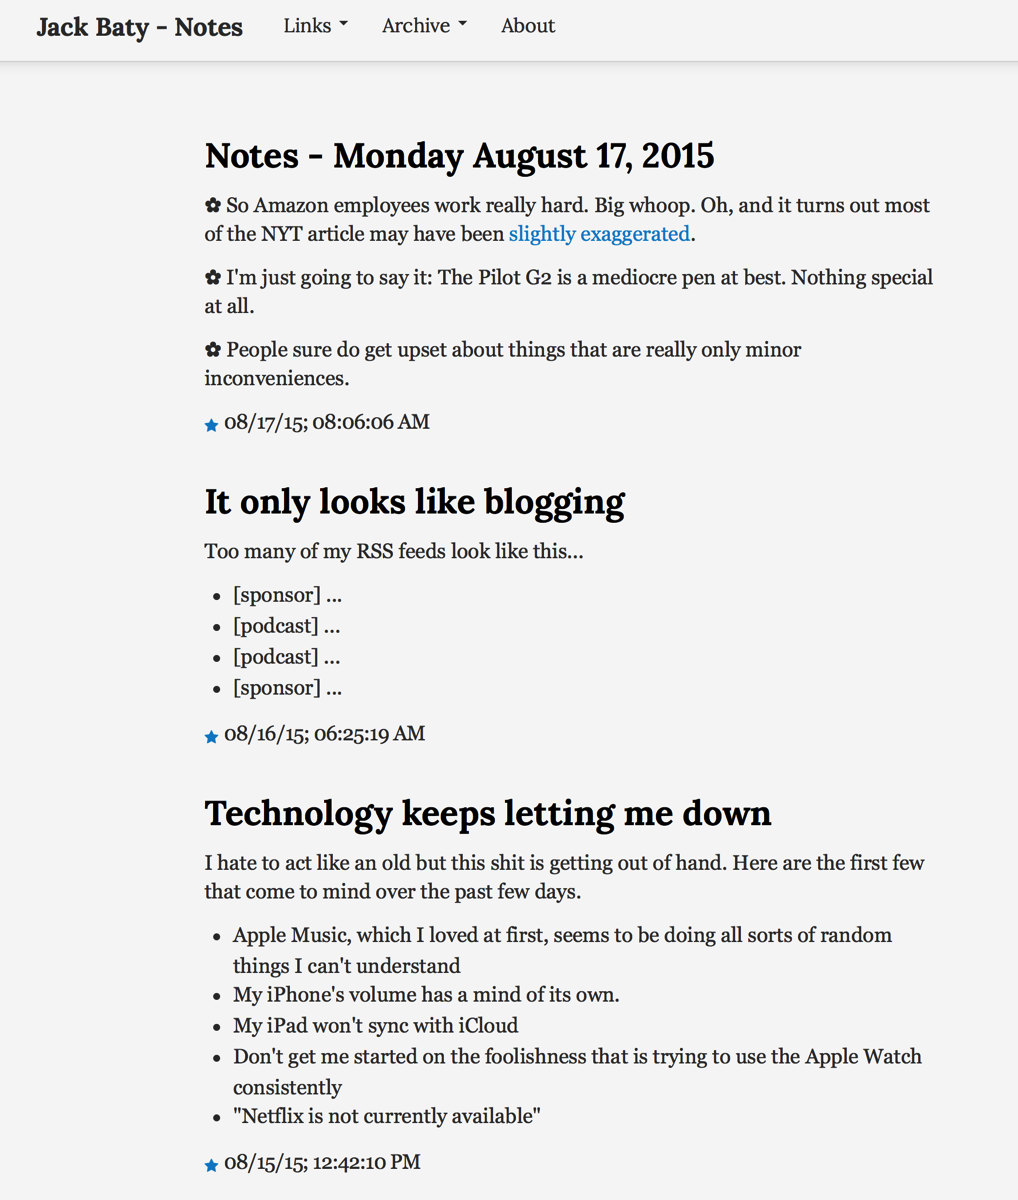 Jack Baty - Notes Links Archive About
Notes - Monday August 17, 2015
✿ So Amazon employees work really hard. Big whoop. Oh, and it turns out most
of the NYT article may have been slightly exaggerated.
✿ I'm just going to say it: The Pilot G2 is a mediocre pen at best. Nothing special
at all.
✿ People sure do get upset about things that are really only minor
inconveniences.
★ 08/17/15; 08:06:06 AM
It only looks like blogging
Too many of my RSS feeds look like this...
• [sponsor] ...
• [podcast] ...
• [podcast] ...
• [sponsor] ...
★ 08/16/15; 06:25:19 AM
Technology keeps letting me down
I hate to act like an old but this shit is getting out of hand. Here are the first few
that come to mind over the past few days.
• Apple Music, which I loved at first, seems to be doing all sorts of random
things I can't understand
• My iPhone's volume has a mind of its own.
• My iPad won't sync with iCloud
• Don't get me started on the foolishness that is trying to use the Apple Watch
consistently
• "Netflix is not currently available"
★ 08/15/15; 12:42:10 PM